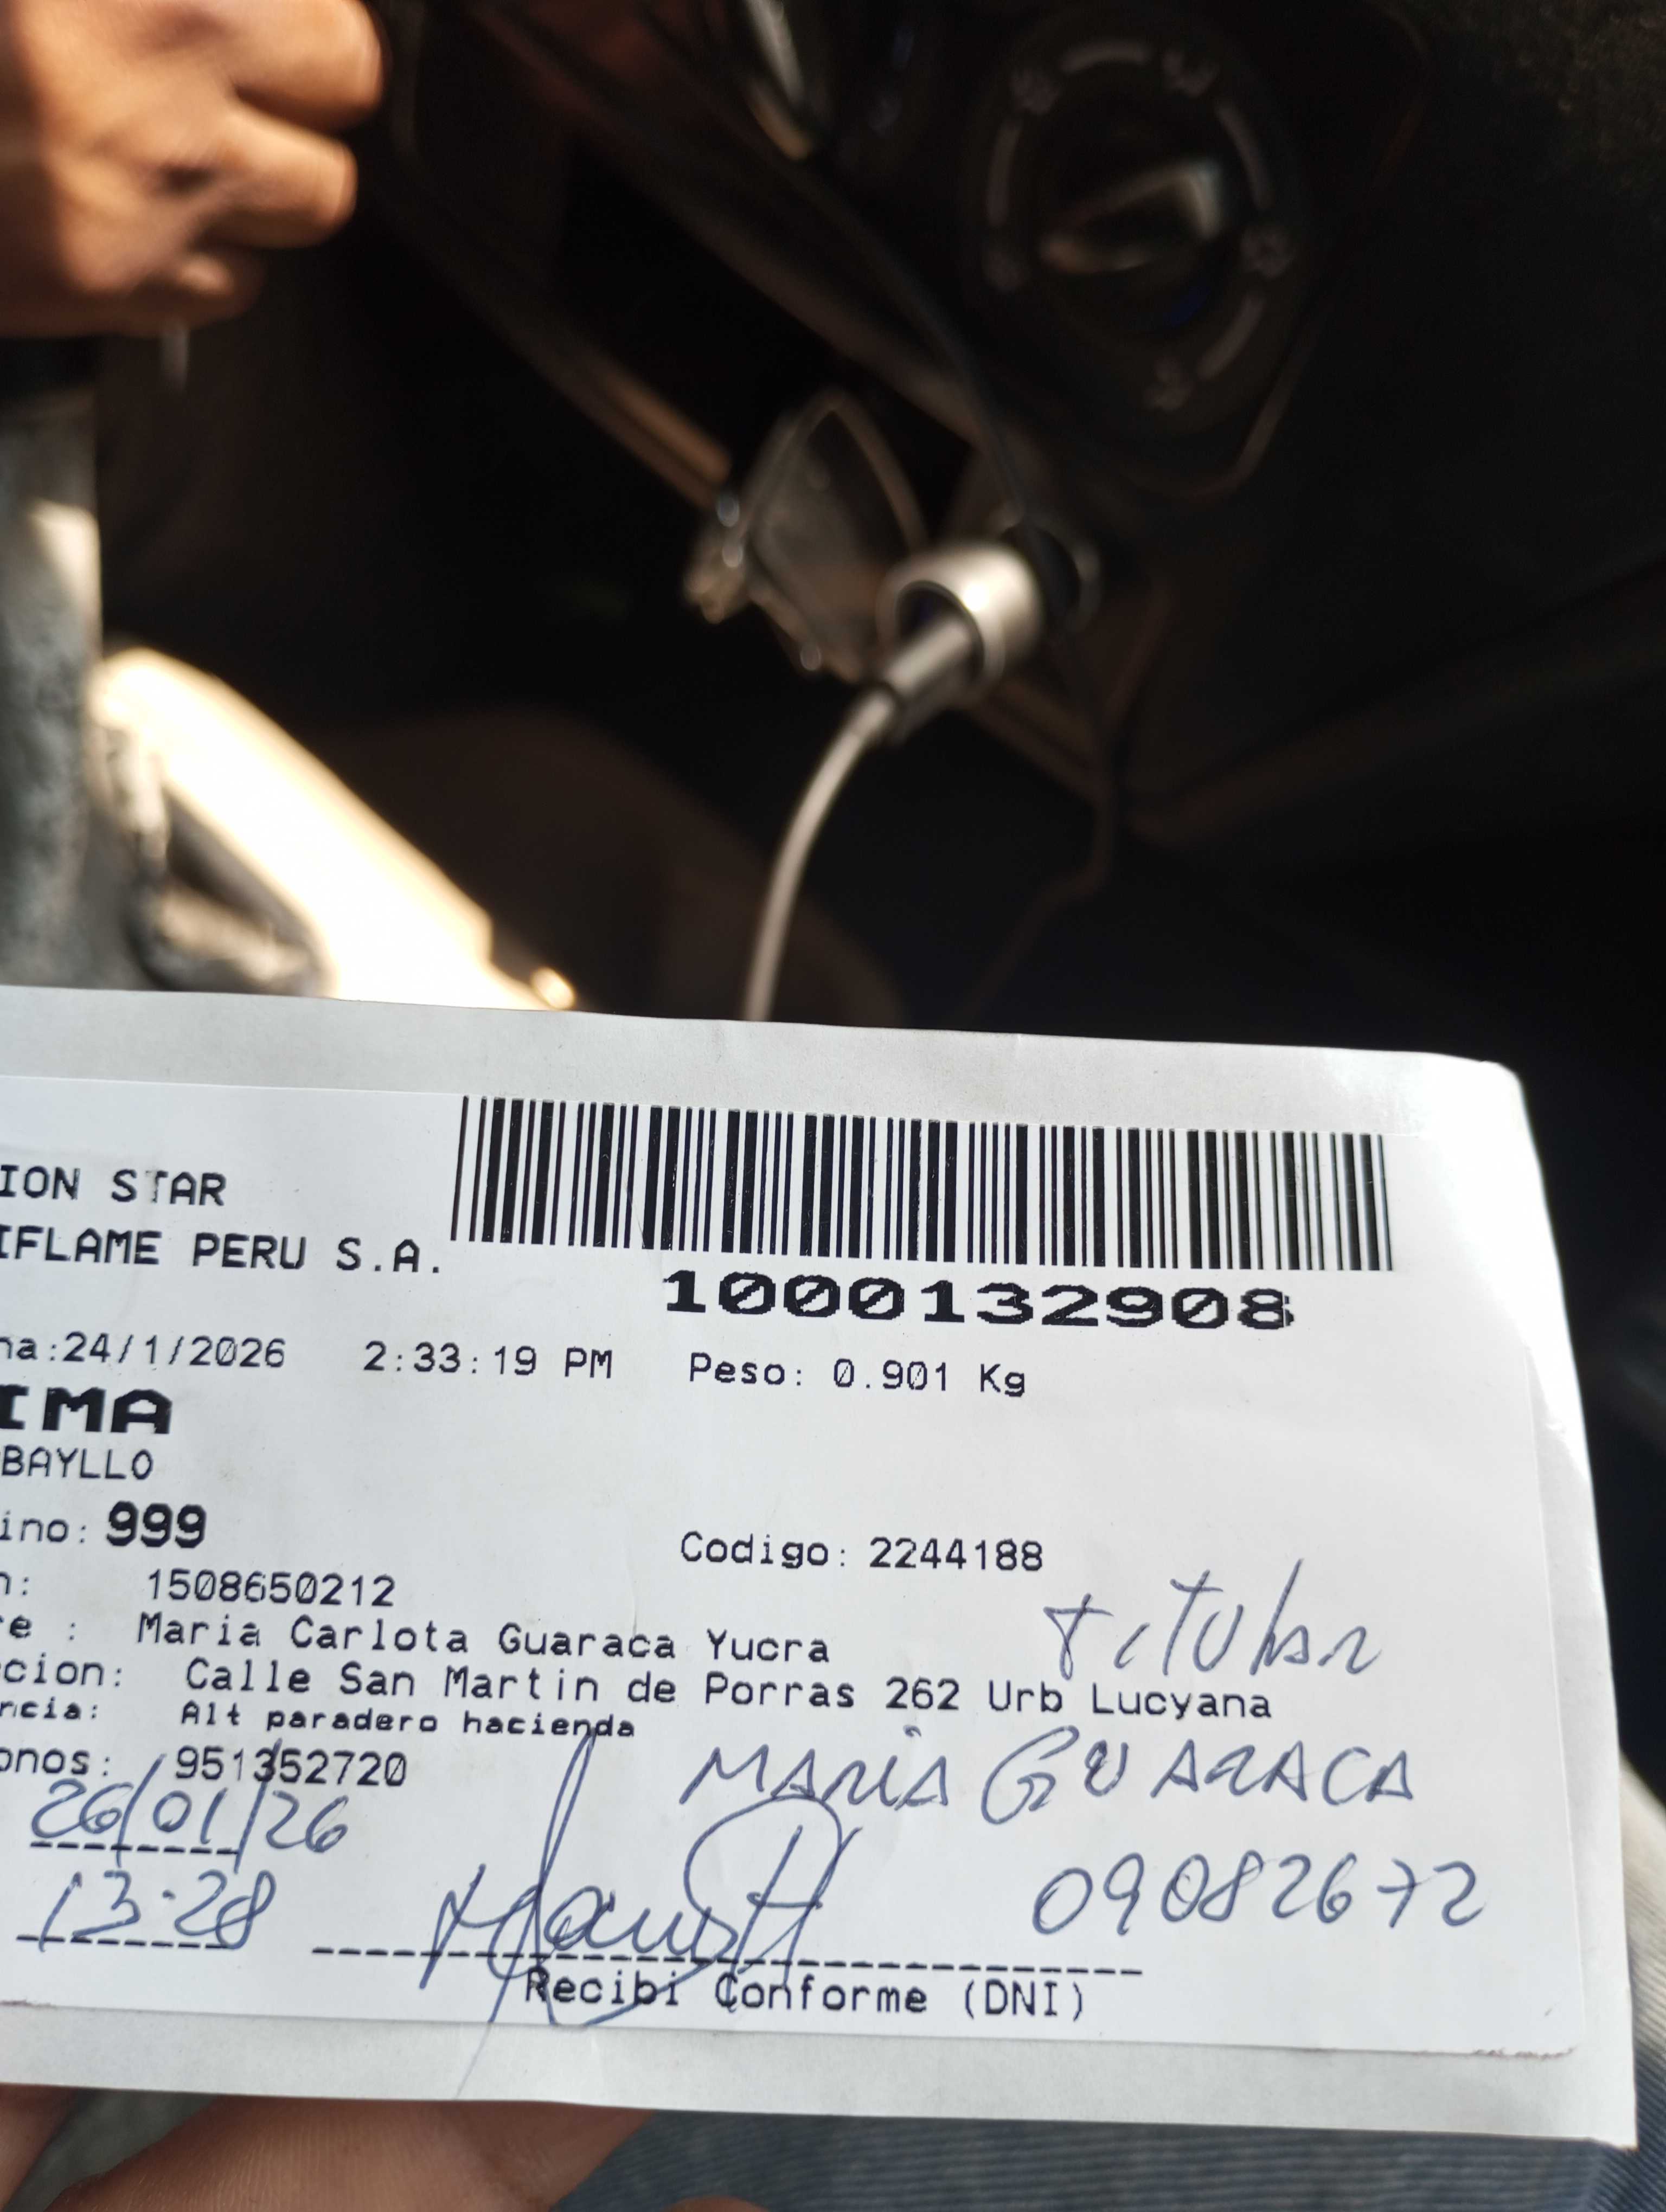 ION STAR
IFLAME PERU S.A.
1000132908
na:24/1/2026 2:33:19 PM Peso: 0.901 Kg
IMA
BAYLLO
ino: 999
Codigo: 2244188
n: 1508650212
re : Maria Carlota Guaraca Yucra
titular
cion: Calle San Martin de Porras 262 Urb Lucyana
ncia: Alt paradero hacienda
onos: 951352720
MARIA GUARACA
26/01/26
09082672
13:28
Recibi Conforme (DNI)